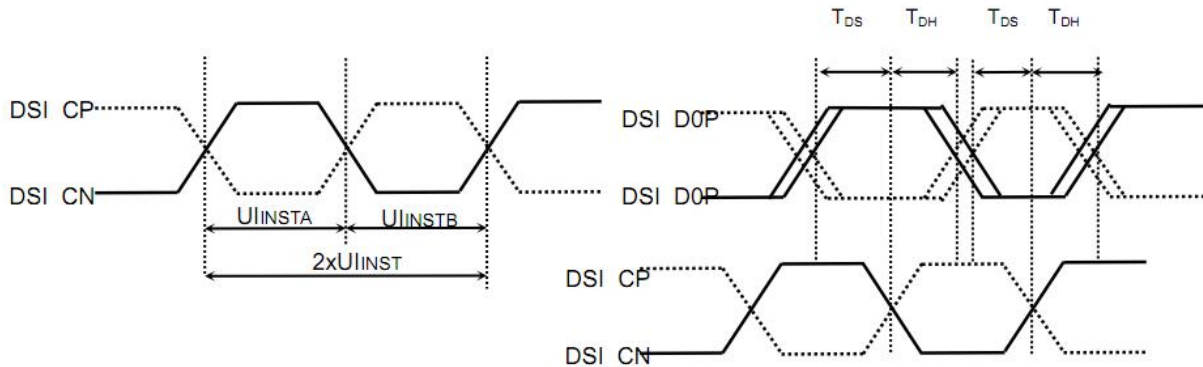 DSI CP
DSI CN
UIINSTA UIINSTB
2xUIINST
TDS TDH TDS TDH
DSI D0P
DSI D0P
DSI CP
DSI CN